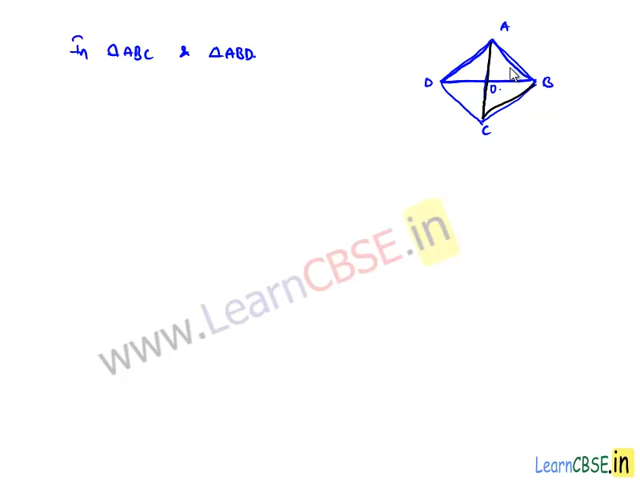 In ΔABC & ΔABD.
A
D
B
O.
C
www.LearnCBSE.in
LearnCBSE.in